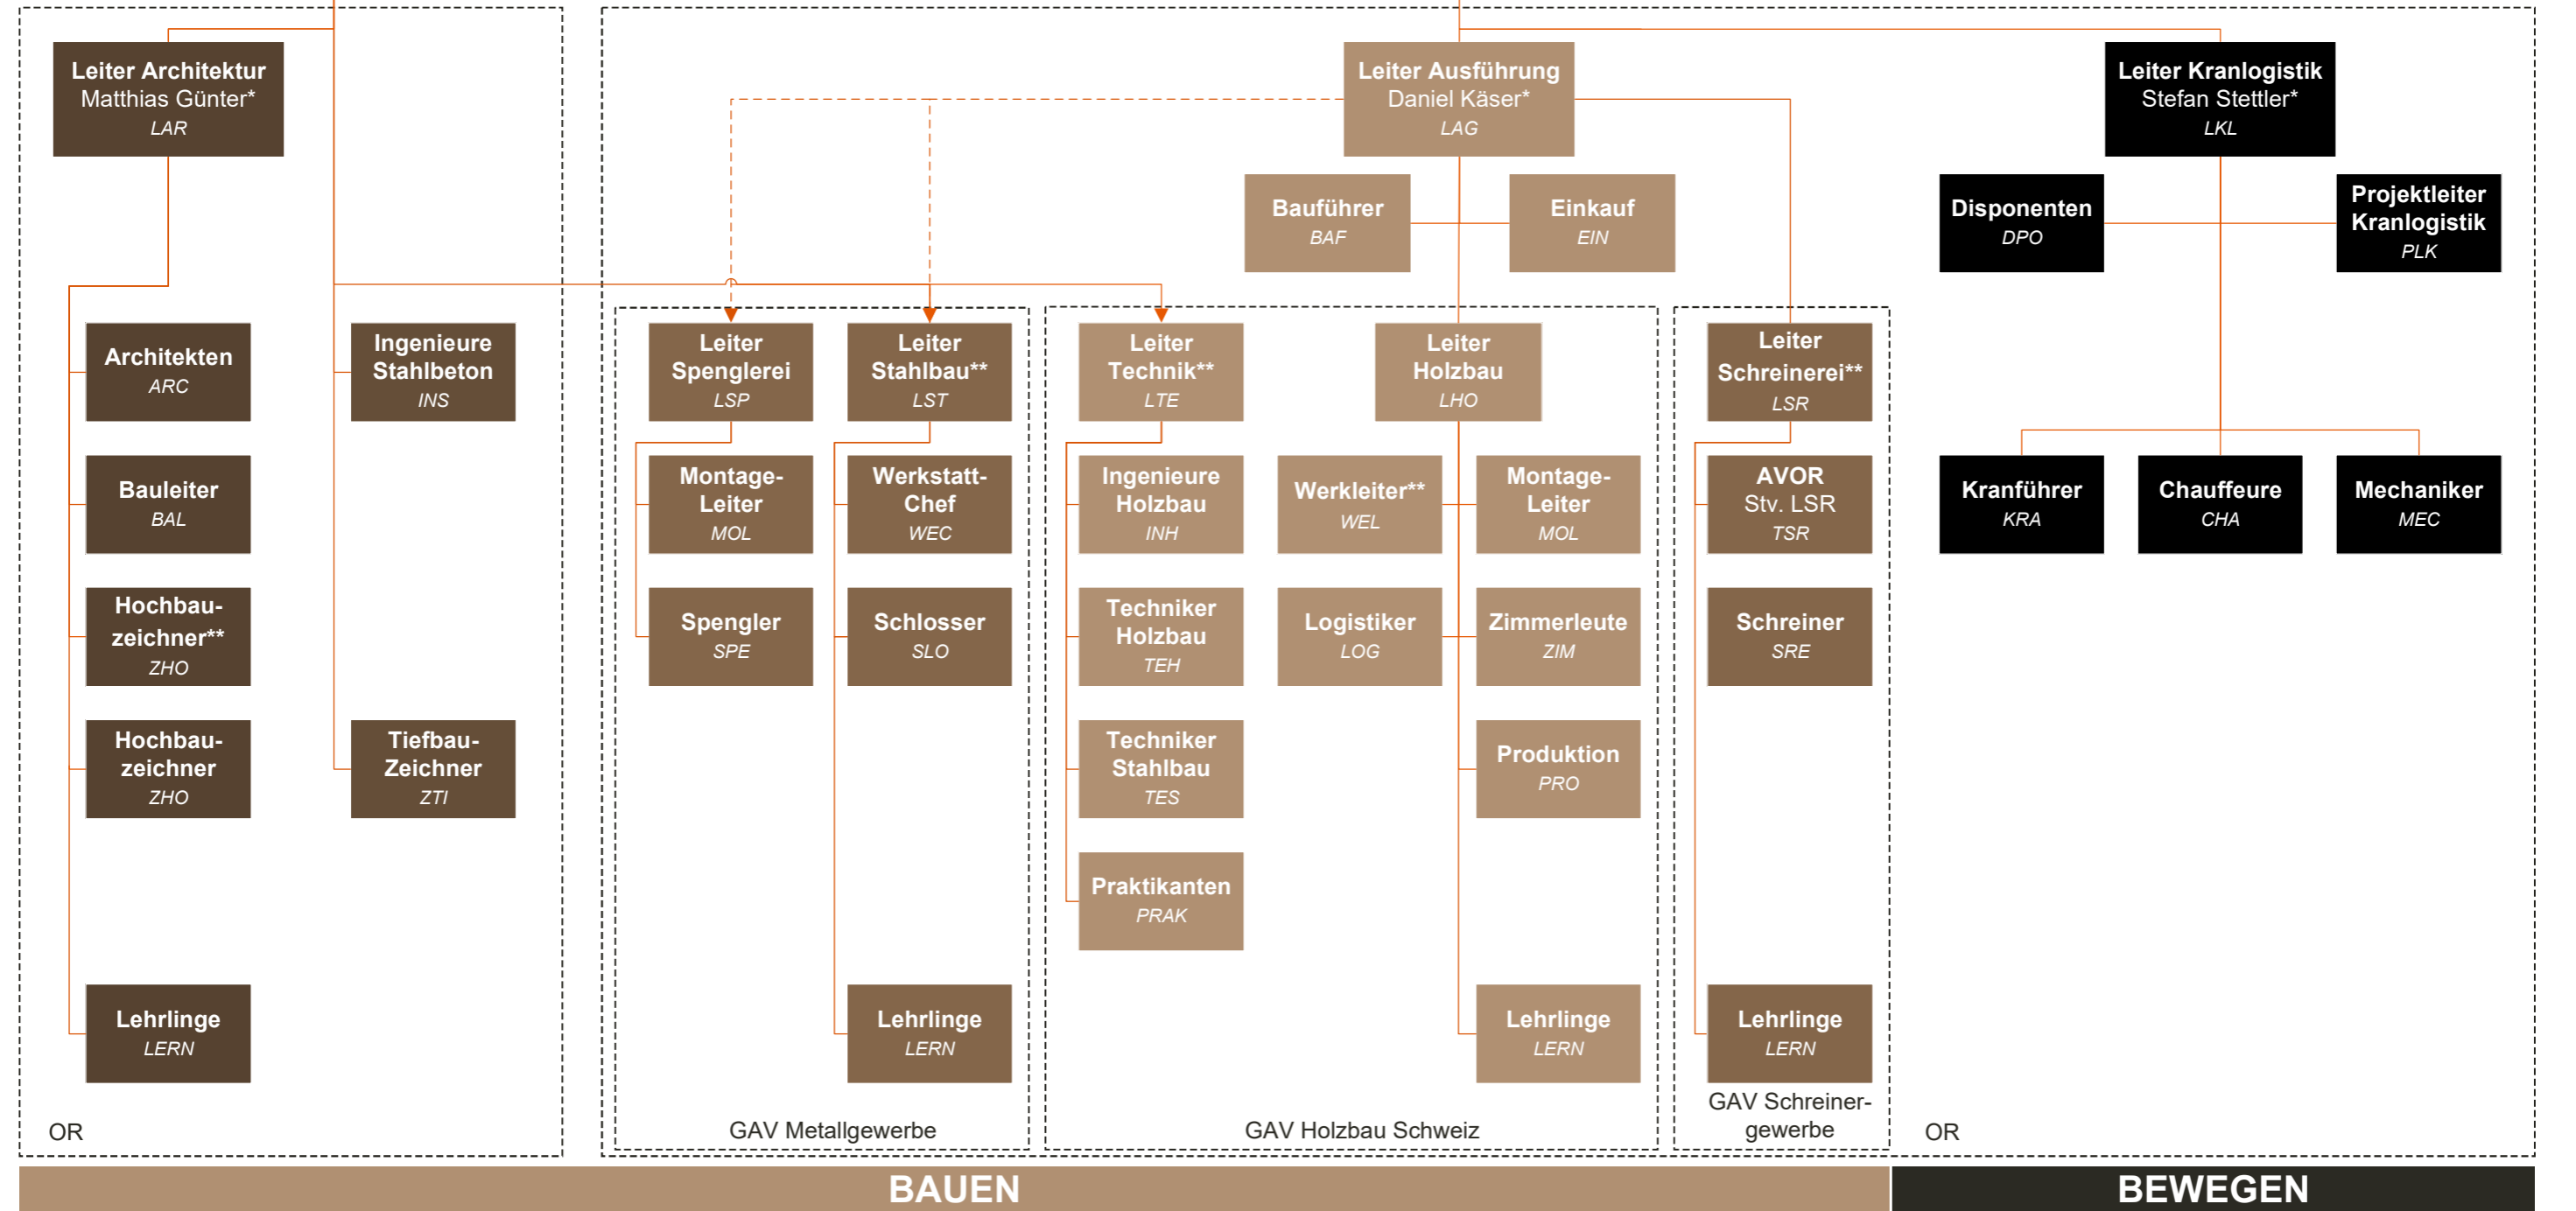 Leiter Architektur
Matthias Günter*
LAR
Leiter Ausführung
Daniel Käser*
LAG
Leiter Kranlogistik
Stefan Stettler*
LKL
Bauführer
BAF
Einkauf
EIN
Disponenten
DPO
Projektleiter
Kranlogistik
PLK
Architekten
ARC
Ingenieure
Stahlbeton
INS
Leiter
Spenglerei
LSP
Leiter
Stahlbau**
LST
Leiter
Technik**
LTE
Leiter
Holzbau
LHO
Leiter
Schreinerei**
LSR
Bauleiter
BAL
Montage-
Leiter
MOL
Werkstatt-
Chef
WEC
Ingenieure
Holzbau
INH
Werkleiter**
WEL
Montage-
Leiter
MOL
AVOR
Stv. LSR
TSR
Kranführer
KRA
Chauffeure
CHA
Mechaniker
MEC
Hochbau-
zeichner**
ZHO
Spengler
SPE
Schlosser
SLO
Techniker
Holzbau
TEH
Logistiker
LOG
Zimmerleute
ZIM
Schreiner
SRE
Hochbau-
zeichner
ZHO
Tiefbau-
Zeichner
ZTI
Techniker
Stahlbau
TES
Produktion
PRO
Praktikanten
PRAK
Lehrlinge
LERN
Lehrlinge
LERN
Lehrlinge
LERN
Lehrlinge
LERN
OR
GAV Metallgewerbe
GAV Holzbau Schweiz
GAV Schreiner-
gewerbe
OR
BAUEN
BEWEGEN